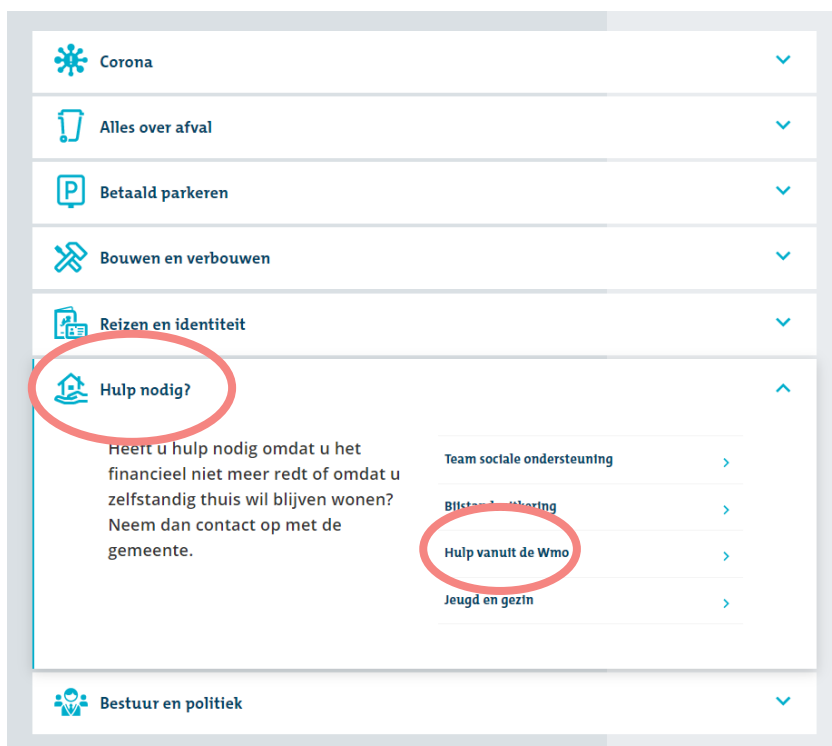 Corona
Alles over afval
P
Betaald parkeren
Bouwen en verbouwen
Reizen en identiteit
Hulp nodig?
Heeft u hulp nodig omdat u het
financieel niet meer redt of omdat u
zelfstandig thuis wil blijven wonen?
Neem dan contact op met de
gemeente.
Team sociale ondersteuning
Bijstandsuitkering
Hulp vanuit de Wmo
Jeugd en gezin
Bestuur en politiek